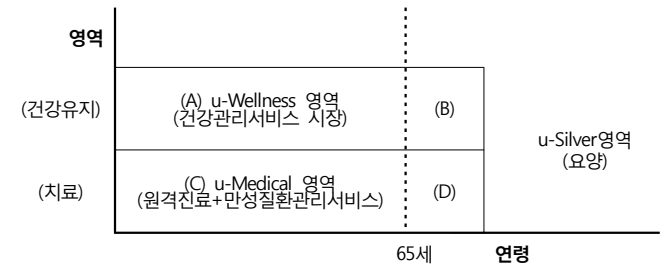 영역
(건강유지)
(A) u-Wellness 영역
(건강관리서비스 시장)
(B)
u-Silver영역
(요양)
(치료)
(C) u-Medical 영역
(원격진료+만성질환관리서비스)
(D)
65세
연령